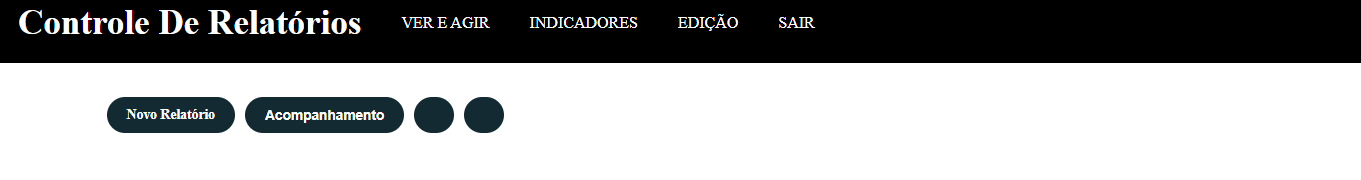 Controle De Relatórios VER E AGIR INDICADORES EDIÇÃO SAIR
Novo Relatório Acompanhamento